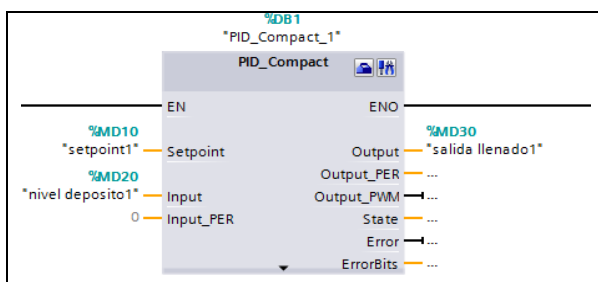 %DB1
"PID_Compact_1"
PID_Compact
EN ENO
%MD10 %MD30
"setpoint1" Setpoint Output "salida llenado1"
%MD20 Output_PER ...
"nivel deposito1" Input Output_PWM ...
0 Input_PER State ...
Error ...
ErrorBits ...